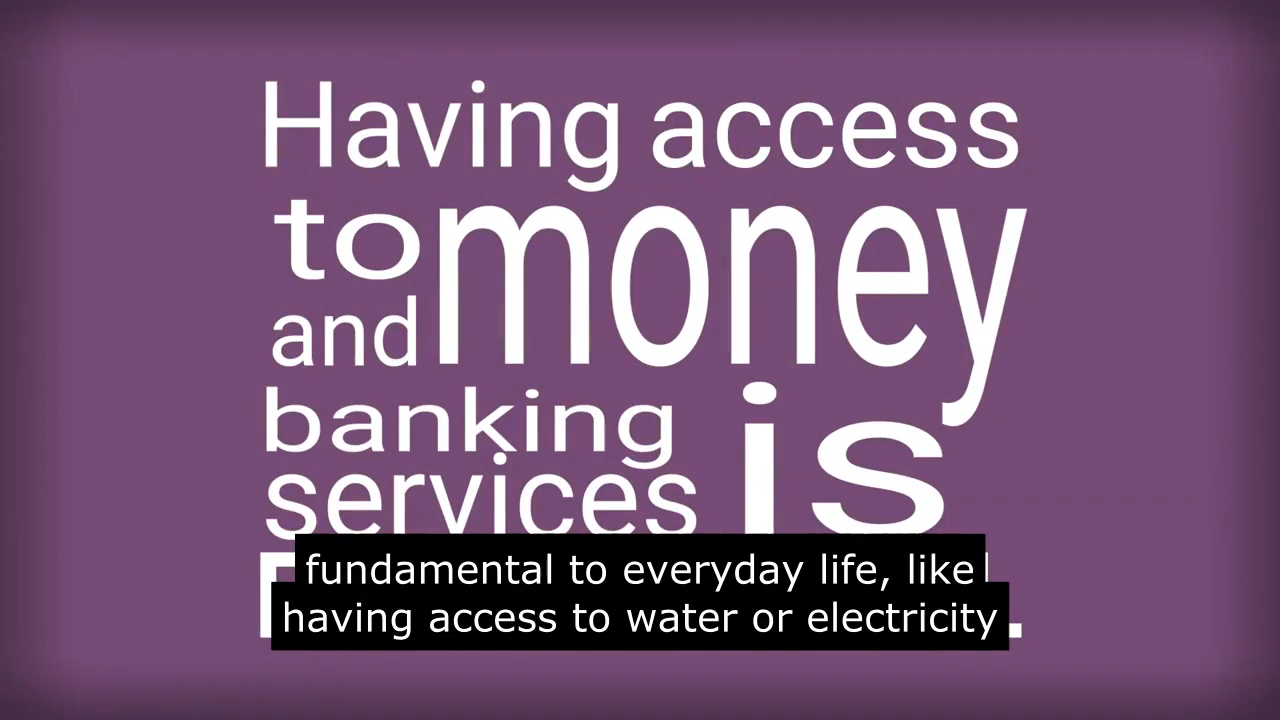 Having access
to money
and
banking
services is
fundamental to everyday life, like
having access to water or electricity